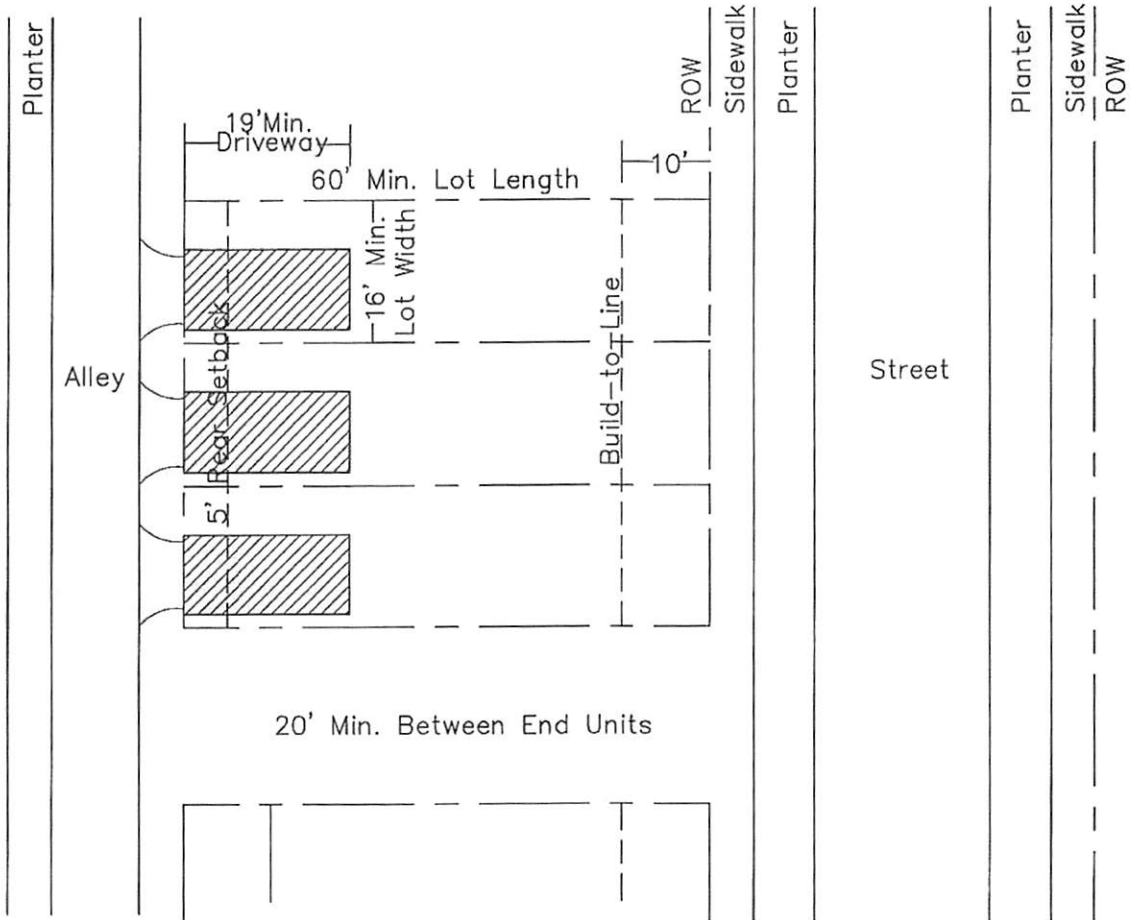 Planter
ROW
Sidewalk
Planter
Planter
Sidewalk
ROW
19'Min.
Driveway
10'
60' Min. Lot Length
16' Min.
Lot Width
Alley
5' Rear Setback
Build-to-Line
Street
20' Min. Between End Units